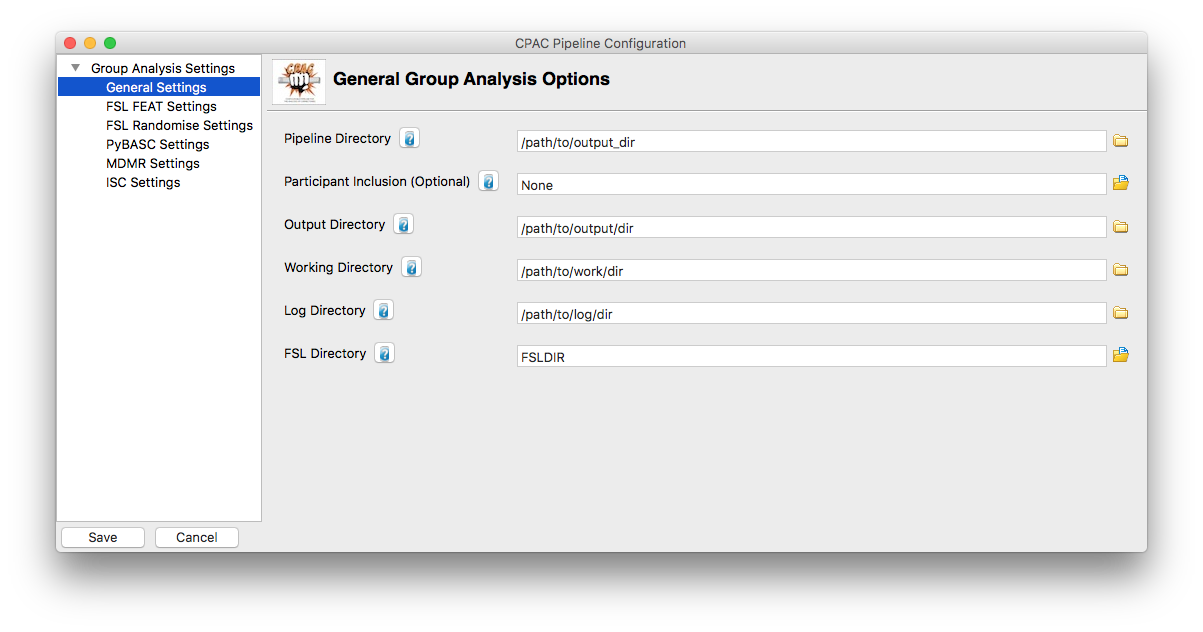 CPAC Pipeline Configuration
Group Analysis Settings
General Settings
FSL FEAT Settings
FSL Randomise Settings
PyBASC Settings
MDMR Settings
ISC Settings
CPAC
General Group Analysis Options
Pipeline Directory ? /path/to/output_dir
Participant Inclusion (Optional) ? None
Output Directory ? /path/to/output/dir
Working Directory ? /path/to/work/dir
Log Directory ? /path/to/log/dir
FSL Directory ? FSLDIR
Save Cancel